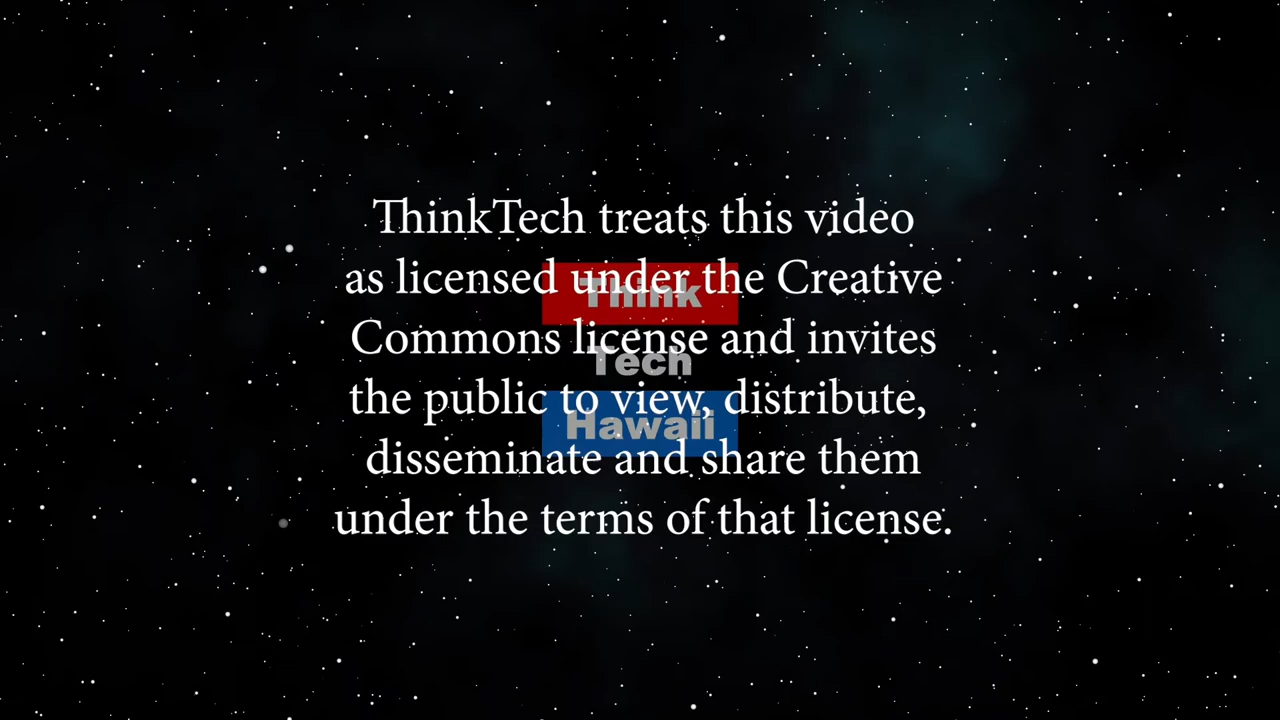 ThinkTech treats this video
as licensed under the Creative
Think
Commons license and invites
Tech
the public to view, distribute,
Hawaii
disseminate and share them
under the terms of that license.